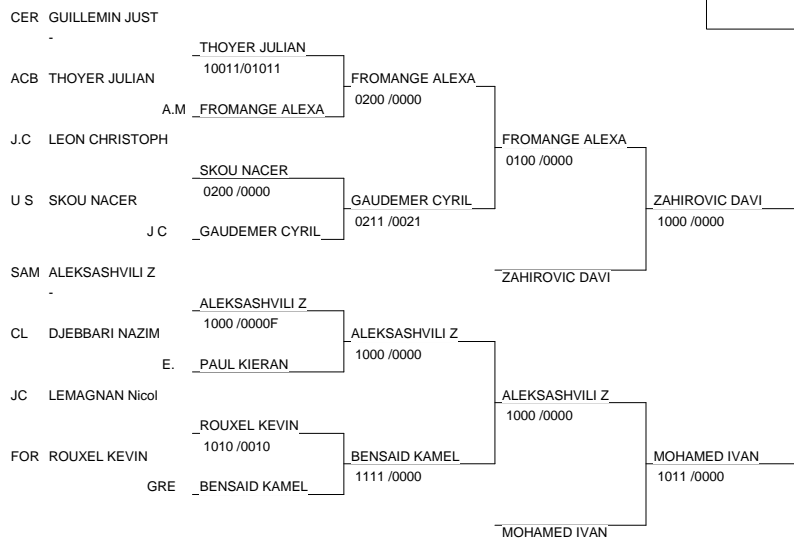 CER GUILLEMIN JUST
-
THOYER JULIAN
10011/01011
ACB THOYER JULIAN
FROMANGE ALEXA
0200 /0000
A.M FROMANGE ALEXA
J.C LEON CHRISTOPH
FROMANGE ALEXA
0100 /0000
SKOU NACER
0200 /0000
U S SKOU NACER
GAUDEMER CYRIL
0211 /0021
ZAHIROVIC DAVI
1000 /0000
J C GAUDEMER CYRIL
SAM ALEKSASHVILI Z
-
ZAHIROVIC DAVI
ALEKSASHVILI Z
1000 /0000F
CL DJEBBARI NAZIM
ALEKSASHVILI Z
1000 /0000
E. PAUL KIERAN
JC LEMAGNAN Nicol
ALEKSASHVILI Z
1000 /0000
ROUXEL KEVIN
1010 /0010
FOR ROUXEL KEVIN
BENSAID KAMEL
1111 /0000
MOHAMED IVAN
1011 /0000
GRE BENSAID KAMEL
MOHAMED IVAN